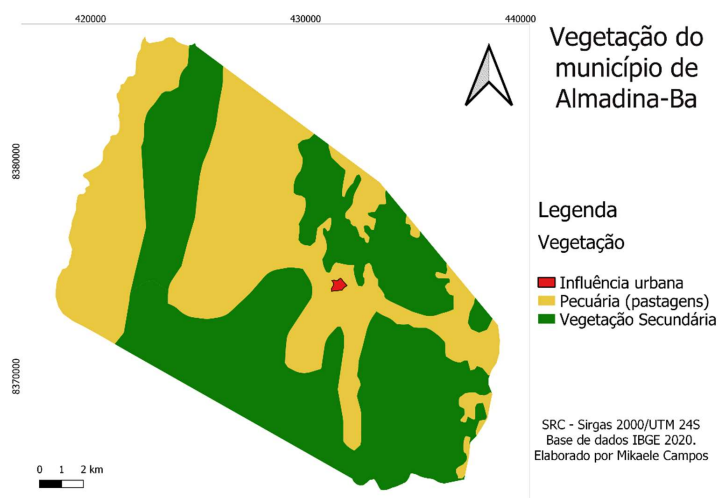 420000
430000
440000
8380000
8370000
Vegetação do
município de
Almadina-Ba
Legenda
Vegetação
Influência urbana
Pecuária (pastagens)
Vegetação Secundária
SRC - Sirgas 2000/UTM 24S
Base de dados IBGE 2020.
Elaborado por Mikaele Campos
0 1 2 km